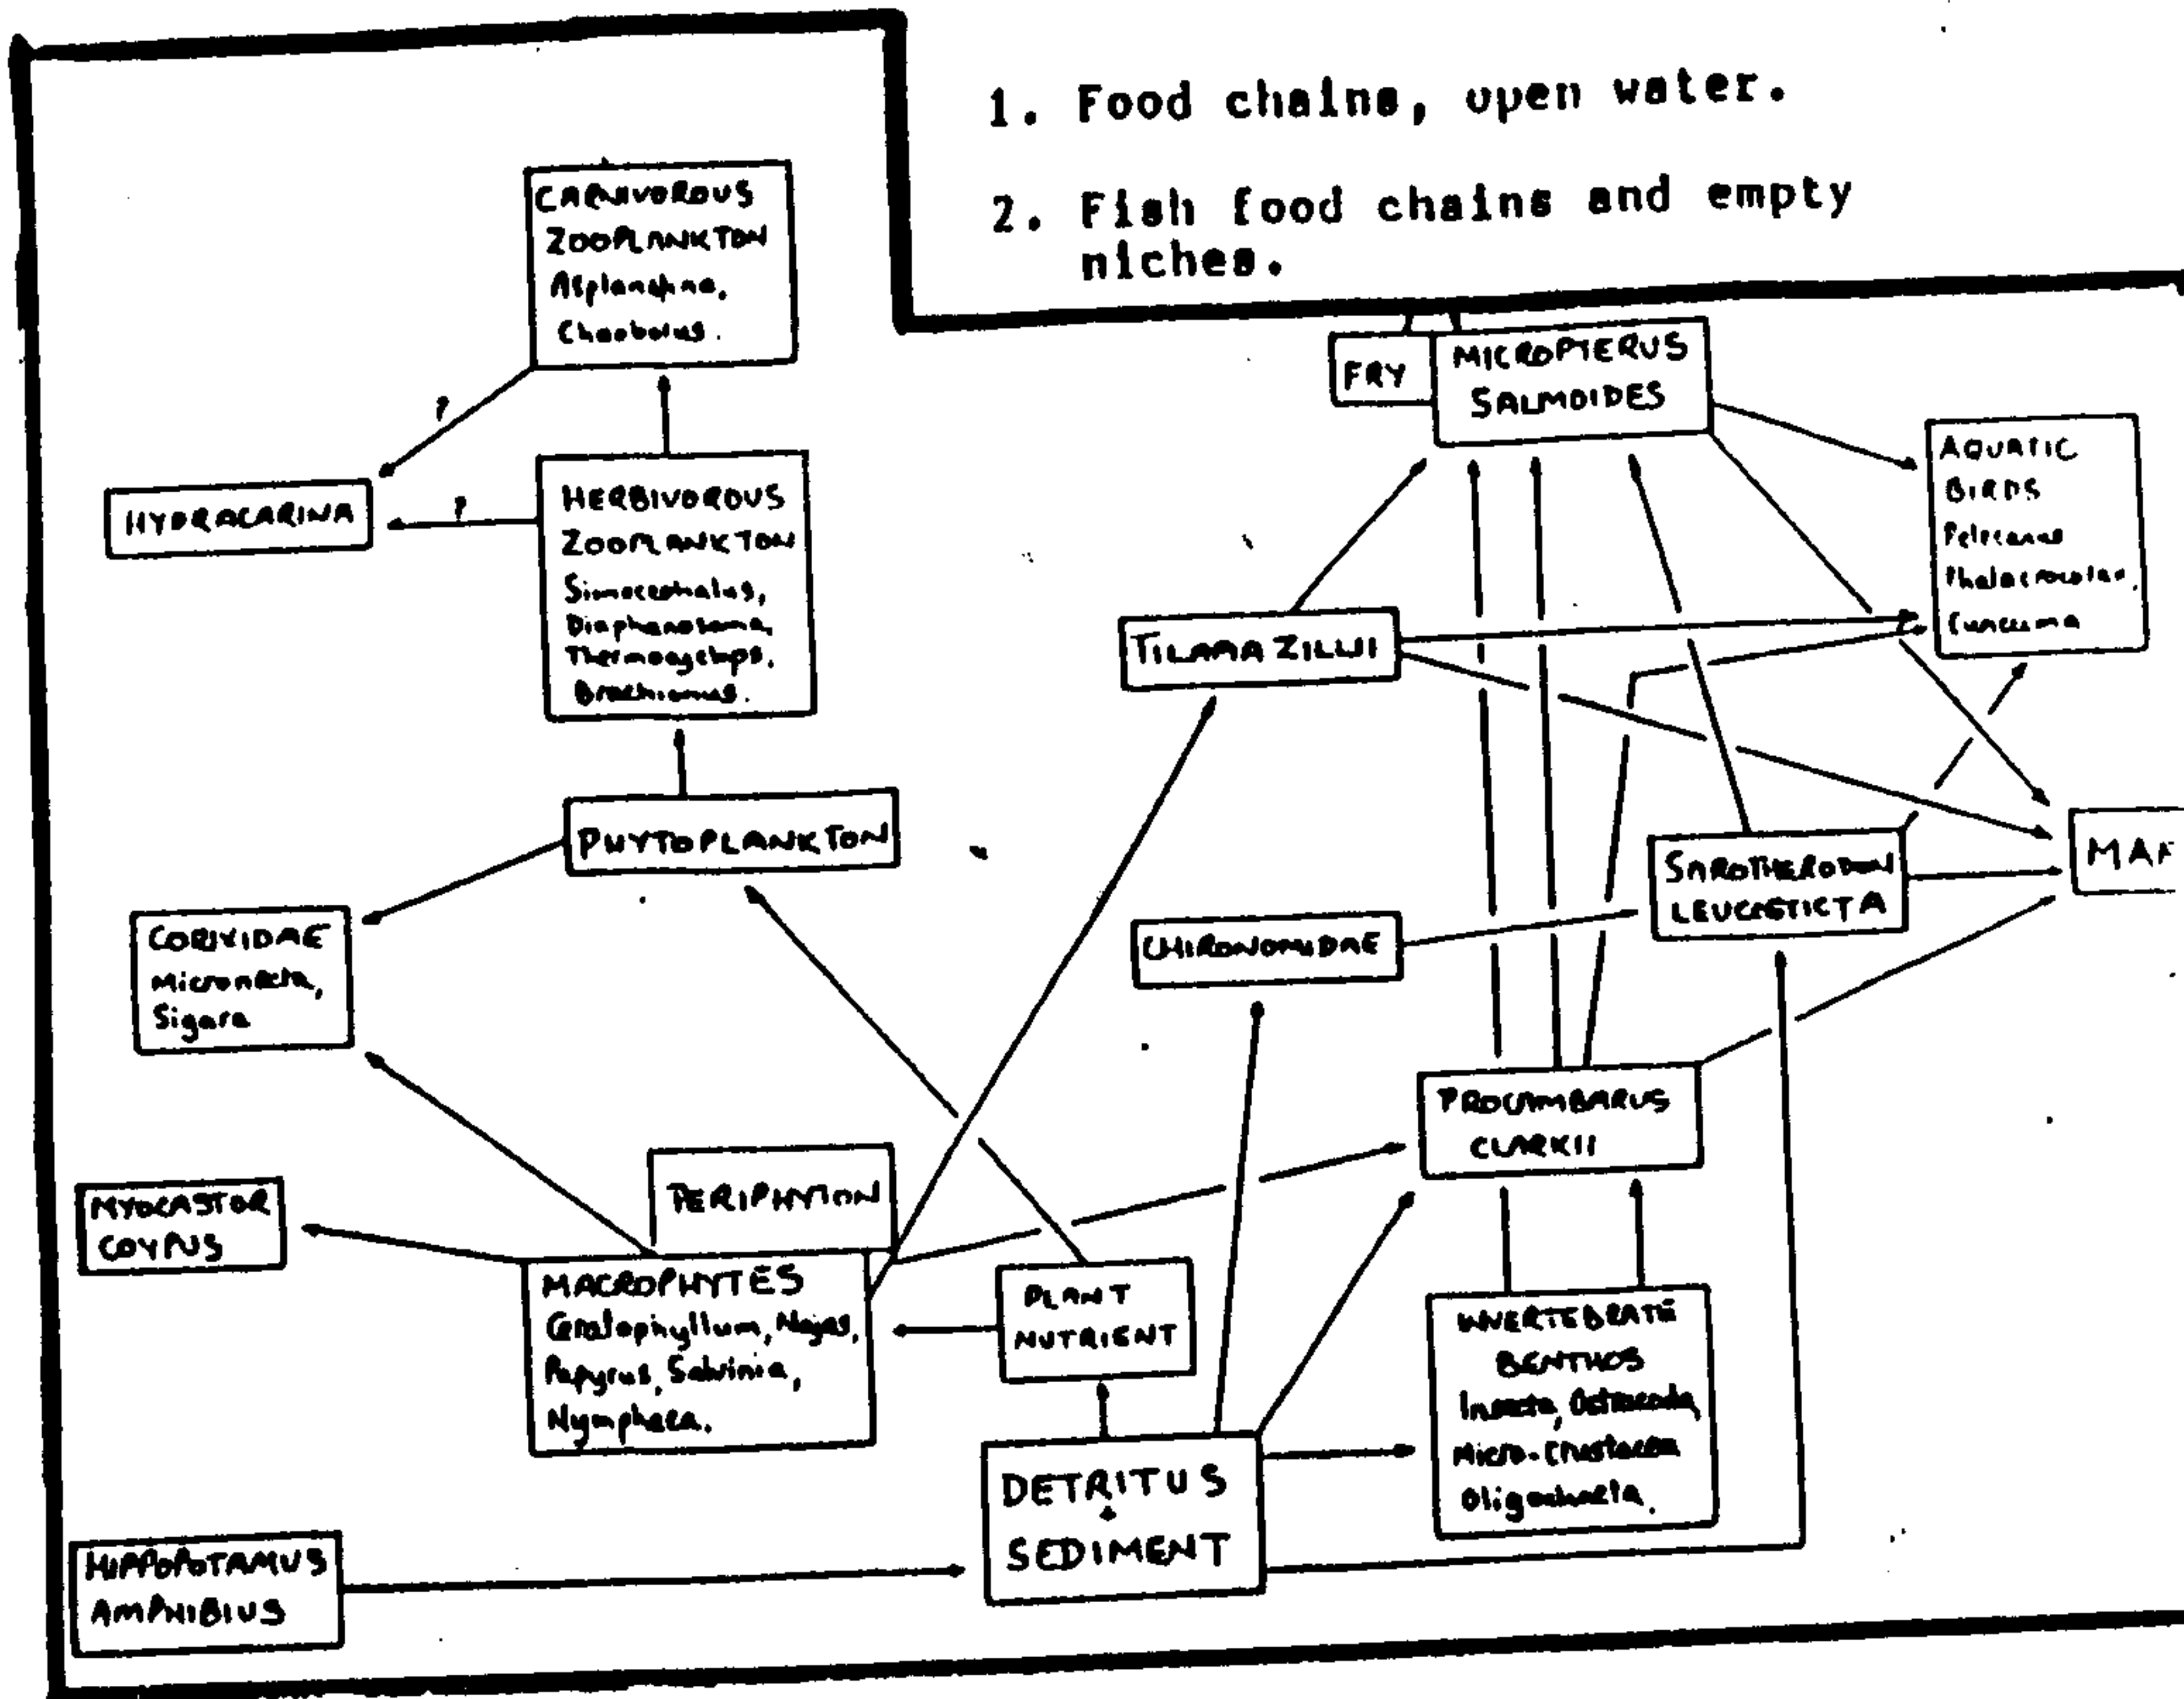 1. Food chains, open water.
2. Fish food chains and empty
niches.
CARNIVOROUS
ZOOPLANKTON
Asplanchna,
Chaoborus.
FRY
MICROPTERUS
SALMOIDES
AQUATIC
BIRDS
Pelecanus
Phalacrocorax,
?
HYDRACARINA
?
HERBIVOROUS
ZOOPLANKTON
Simocephalus,
Diaphanosoma,
Thermocyclops,
Brachionus.
TILAPIA ZILLII
PHYTOPLANKTON
SAROTHERODON
LEUCOSTICTA
CORIXIDAE
Micronecta,
Sigara
CHIRONOMIDAE
PROCAMBARUS
CLARKII
MYOCASTOR
COYPUS
PERIPHYTON
MACROPHYTES
Ceratophyllum, Najas,
Papyrus, Salvinia,
Nymphaea.
PLANT
NUTRIENT
INVERTEBRATE
BENTHOS
Insecta, Ostracoda,
Micro-Crustacea
Oligochaeta.
DETRITUS
+
SEDIMENT
HIPPOPOTAMUS
AMPHIBIUS